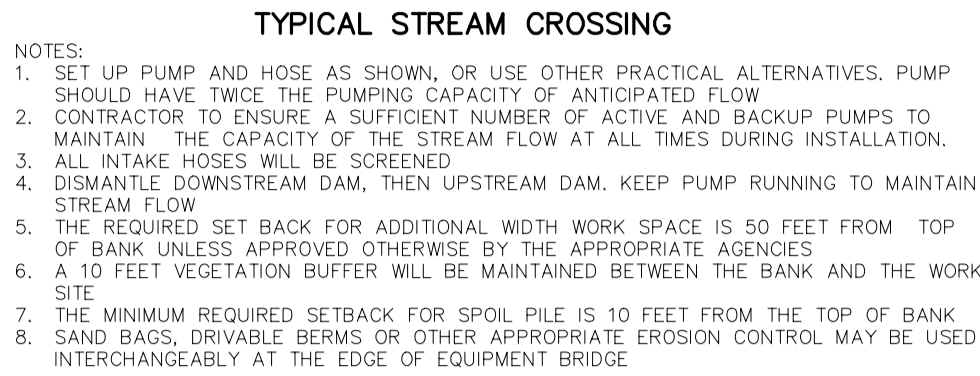 TYPICAL STREAM CROSSING
NOTES:
1. SET UP PUMP AND HOSE AS SHOWN, OR USE OTHER PRACTICAL ALTERNATIVES. PUMP
SHOULD HAVE TWICE THE PUMPING CAPACITY OF ANTICIPATED FLOW
2. CONTRACTOR TO ENSURE A SUFFICIENT NUMBER OF ACTIVE AND BACKUP PUMPS TO
MAINTAIN THE CAPACITY OF THE STREAM FLOW AT ALL TIMES DURING INSTALLATION.
3. ALL INTAKE HOSES WILL BE SCREENED
4. DISMANTLE DOWNSTREAM DAM, THEN UPSTREAM DAM. KEEP PUMP RUNNING TO MAINTAIN
STREAM FLOW
5. THE REQUIRED SET BACK FOR ADDITIONAL WIDTH WORK SPACE IS 50 FEET FROM TOP
OF BANK UNLESS APPROVED OTHERWISE BY THE APPROPRIATE AGENCIES
6. A 10 FEET VEGETATION BUFFER WILL BE MAINTAINED BETWEEN THE BANK AND THE WORK
SITE
7. THE MINIMUM REQUIRED SETBACK FOR SPOIL PILE IS 10 FEET FROM THE TOP OF BANK
8. SAND BAGS, DRIVABLE BERMS OR OTHER APPROPRIATE EROSION CONTROL MAY BE USED
INTERCHANGEABLY AT THE EDGE OF EQUIPMENT BRIDGE